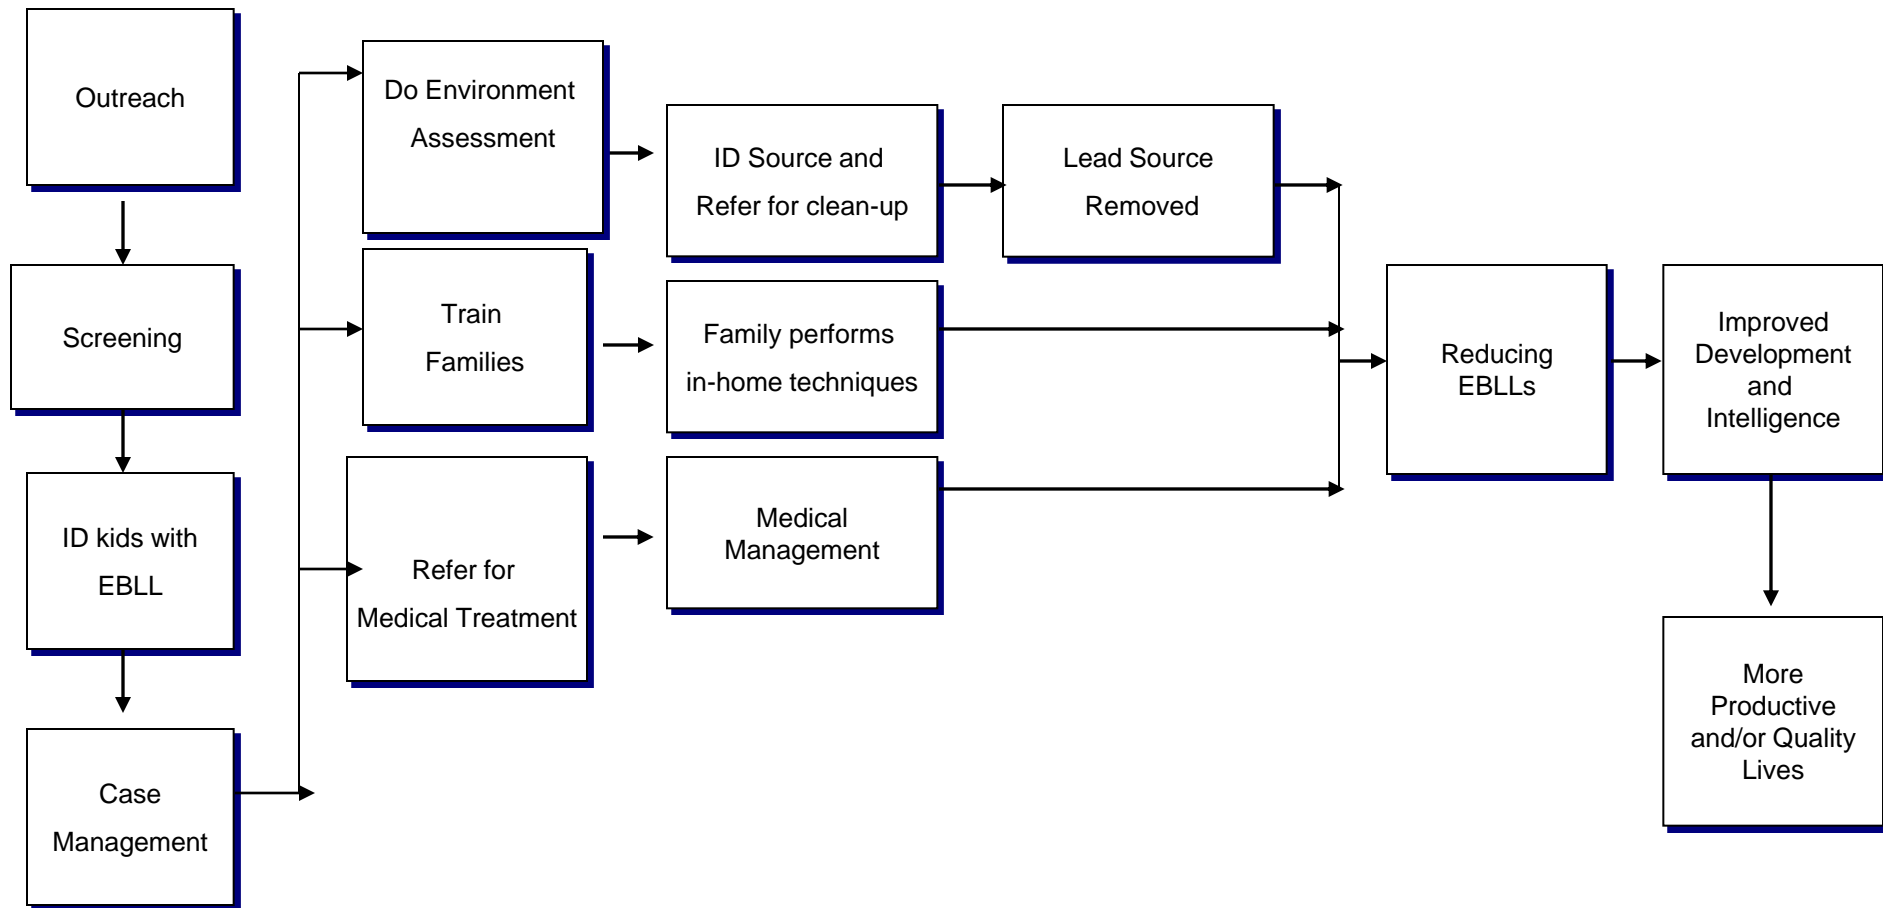 Outreach
Screening
ID kids with
EBLL
Case
Management
Do Environment
Assessment
Train
Families
Refer for
Medical Treatment
ID Source and
Refer for clean-up
Family performs
in-home techniques
Medical
Management
Lead Source
Removed
Reducing
EBLLs
Improved
Development
and
Intelligence
More
Productive
and/or Quality
Lives